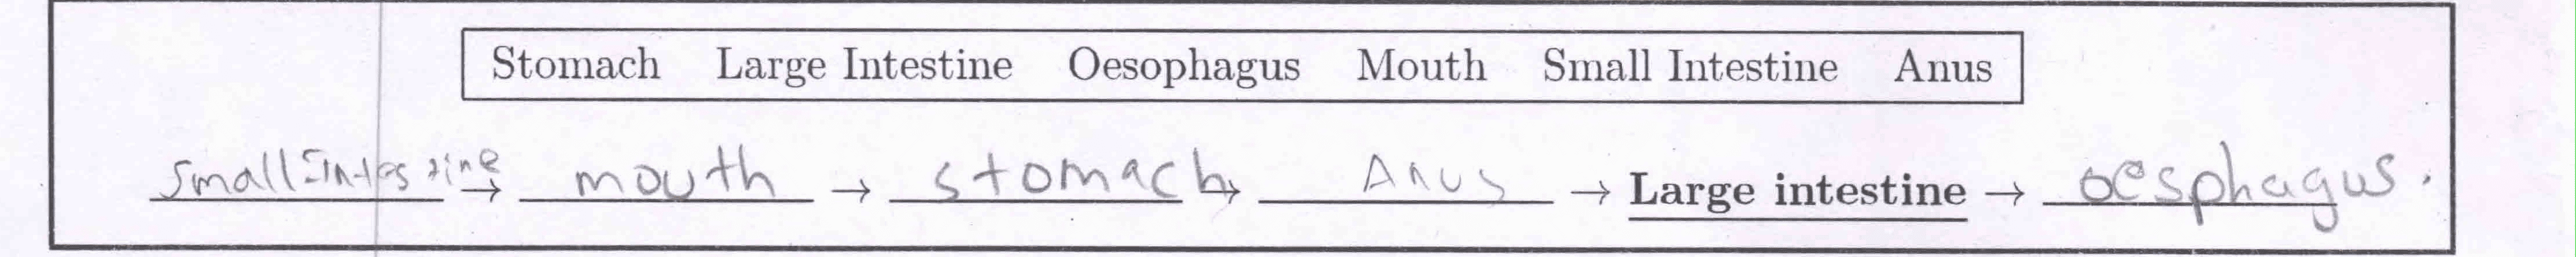 Stomach Large Intestine Oesophagus Mouth Small Intestine Anus
small Intestine → mouth → stomach → Anus → Large intestine → oesphagus.